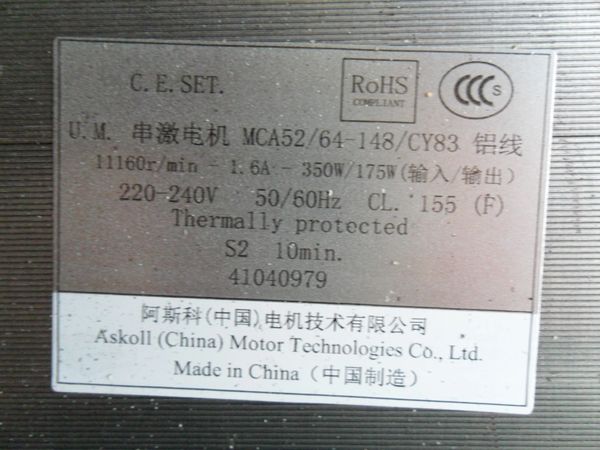 C.E.SET.
RoHS
COMPLIANT
CCC S
U.M. 串激电机 MCA52/64-148/CY83 铝线
11160r/min - 1.6A - 350W/175W(输入/输出)
220-240V 50/60Hz CL. 155 (F)
Thermally protected
S2 10min.
41040979
阿斯科(中国)电机技术有限公司
Askoll (China) Motor Technologies Co., Ltd.
Made in China（中国制造）